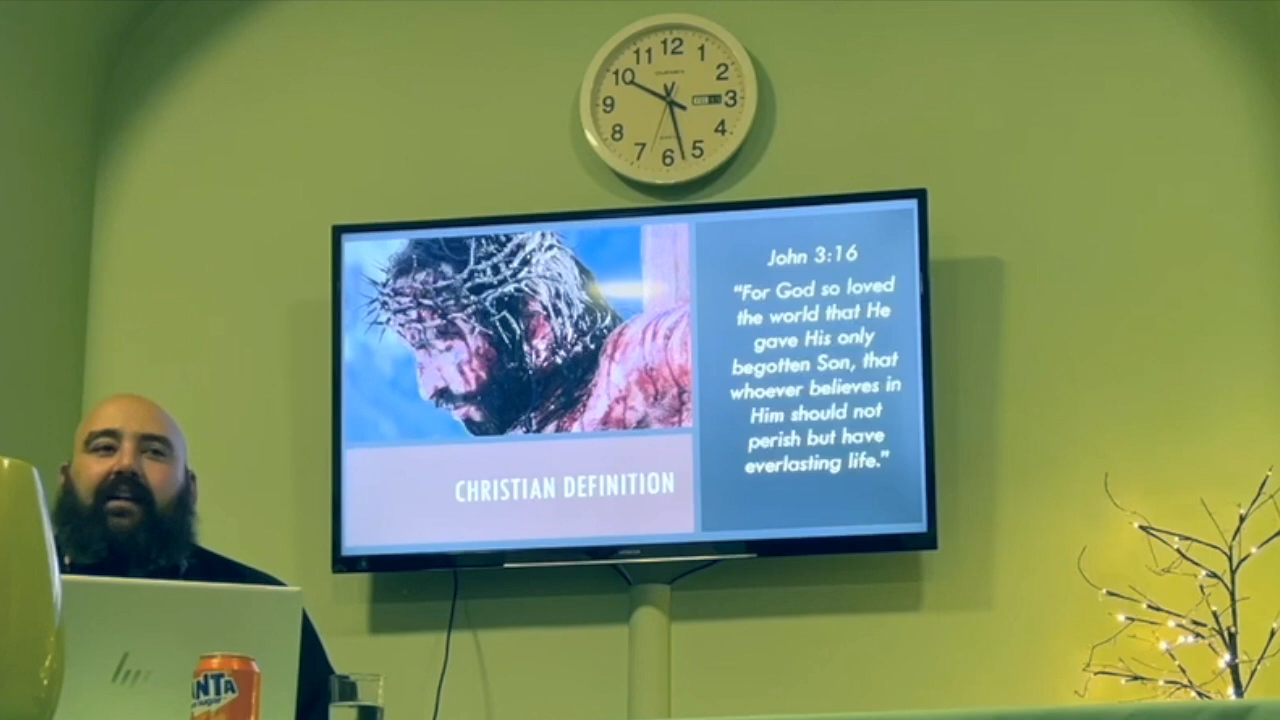 12
11
1
10
2
9
3
8
4
7
6
5
John 3:16
"For God so loved
the world that He
gave His only
begotten Son, that
whoever believes in
Him should not
perish but have
everlasting life."
CHRISTIAN DEFINITION
hp
ANTA
sugar